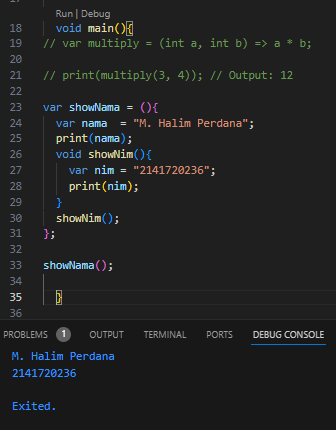 Run | Debug
18 void main(){
19 // var multiply = (int a, int b) => a * b;
20
21 // print(multiply(3, 4)); // Output: 12
22
23 var showNama = (){
24 var nama  = "M. Halim Perdana";
25 print(nama);
26 void showNim(){
27 var nim = "2141720236";
28 print(nim);
29 }
30 showNim();
31 };
32
33 showNama();
34
35 }
36
PROBLEMS 1 OUTPUT TERMINAL PORTS DEBUG CONSOLE
M. Halim Perdana
2141720236
Exited.